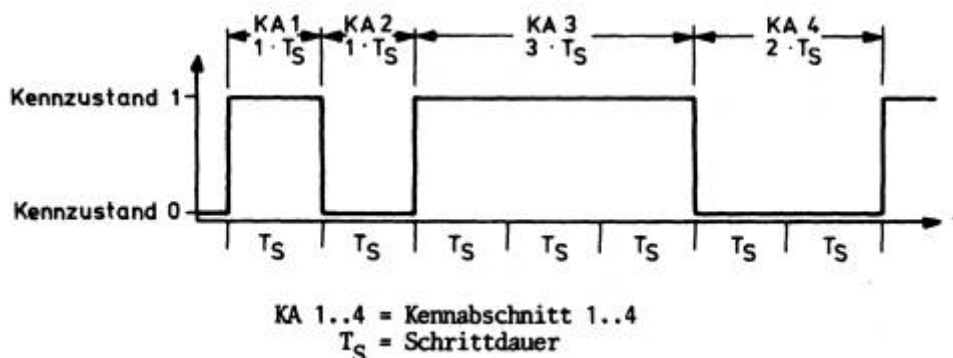 KA 1 KA 2 KA 3 KA 4
1 · TS 1 · TS 3 · TS 2 · TS
Kennzustand 1
Kennzustand 0
TS TS TS TS TS TS TS
KA 1..4 = Kennabschnitt 1..4
TS = Schrittdauer